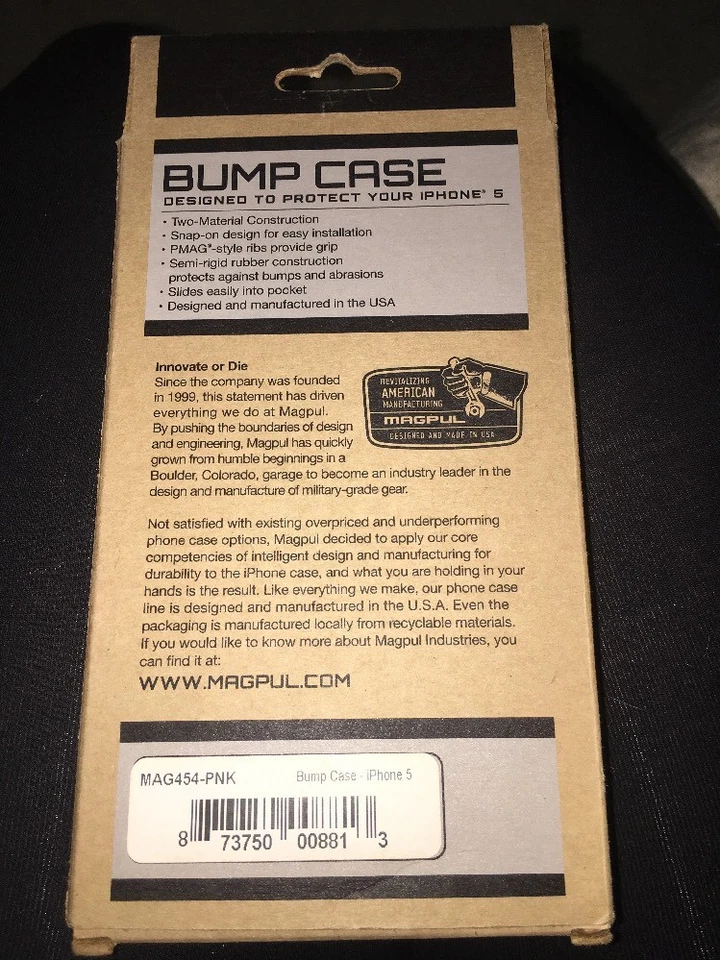 BUMP CASE
DESIGNED TO PROTECT YOUR IPHONE® 5
• Two-Material Construction
• Snap-on design for easy installation
• PMAG®-style ribs provide grip
• Semi-rigid rubber construction
protects against bumps and abrasions
• Slides easily into pocket
• Designed and manufactured in the USA
Innovate or Die
Since the company was founded
in 1999, this statement has driven
everything we do at Magpul.
By pushing the boundaries of design
and engineering, Magpul has quickly
grown from humble beginnings in a
Boulder, Colorado, garage to become an industry leader in the
design and manufacture of military-grade gear.
REVITALIZING
AMERICAN
MANUFACTURING
MAGPUL
DESIGNED AND MADE IN USA
Not satisfied with existing overpriced and underperforming
phone case options, Magpul decided to apply our core
competencies of intelligent design and manufacturing for
durability to the iPhone case, and what you are holding in your
hands is the result. Like everything we make, our phone case
line is designed and manufactured in the U.S.A. Even the
packaging is manufactured locally from recyclable materials.
If you would like to know more about Magpul Industries, you
can find it at:
WWW.MAGPUL.COM
MAG454-PNK Bump Case - iPhone 5
8 73750 00881 3